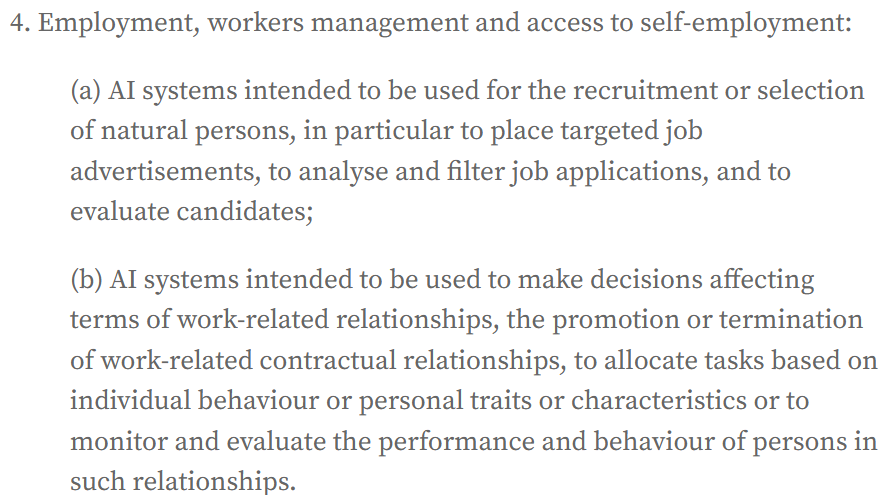 4. Employment, workers management and access to self-employment:
(a) AI systems intended to be used for the recruitment or selection
of natural persons, in particular to place targeted job
advertisements, to analyse and filter job applications, and to
evaluate candidates;
(b) AI systems intended to be used to make decisions affecting
terms of work-related relationships, the promotion or termination
of work-related contractual relationships, to allocate tasks based on
individual behaviour or personal traits or characteristics or to
monitor and evaluate the performance and behaviour of persons in
such relationships.